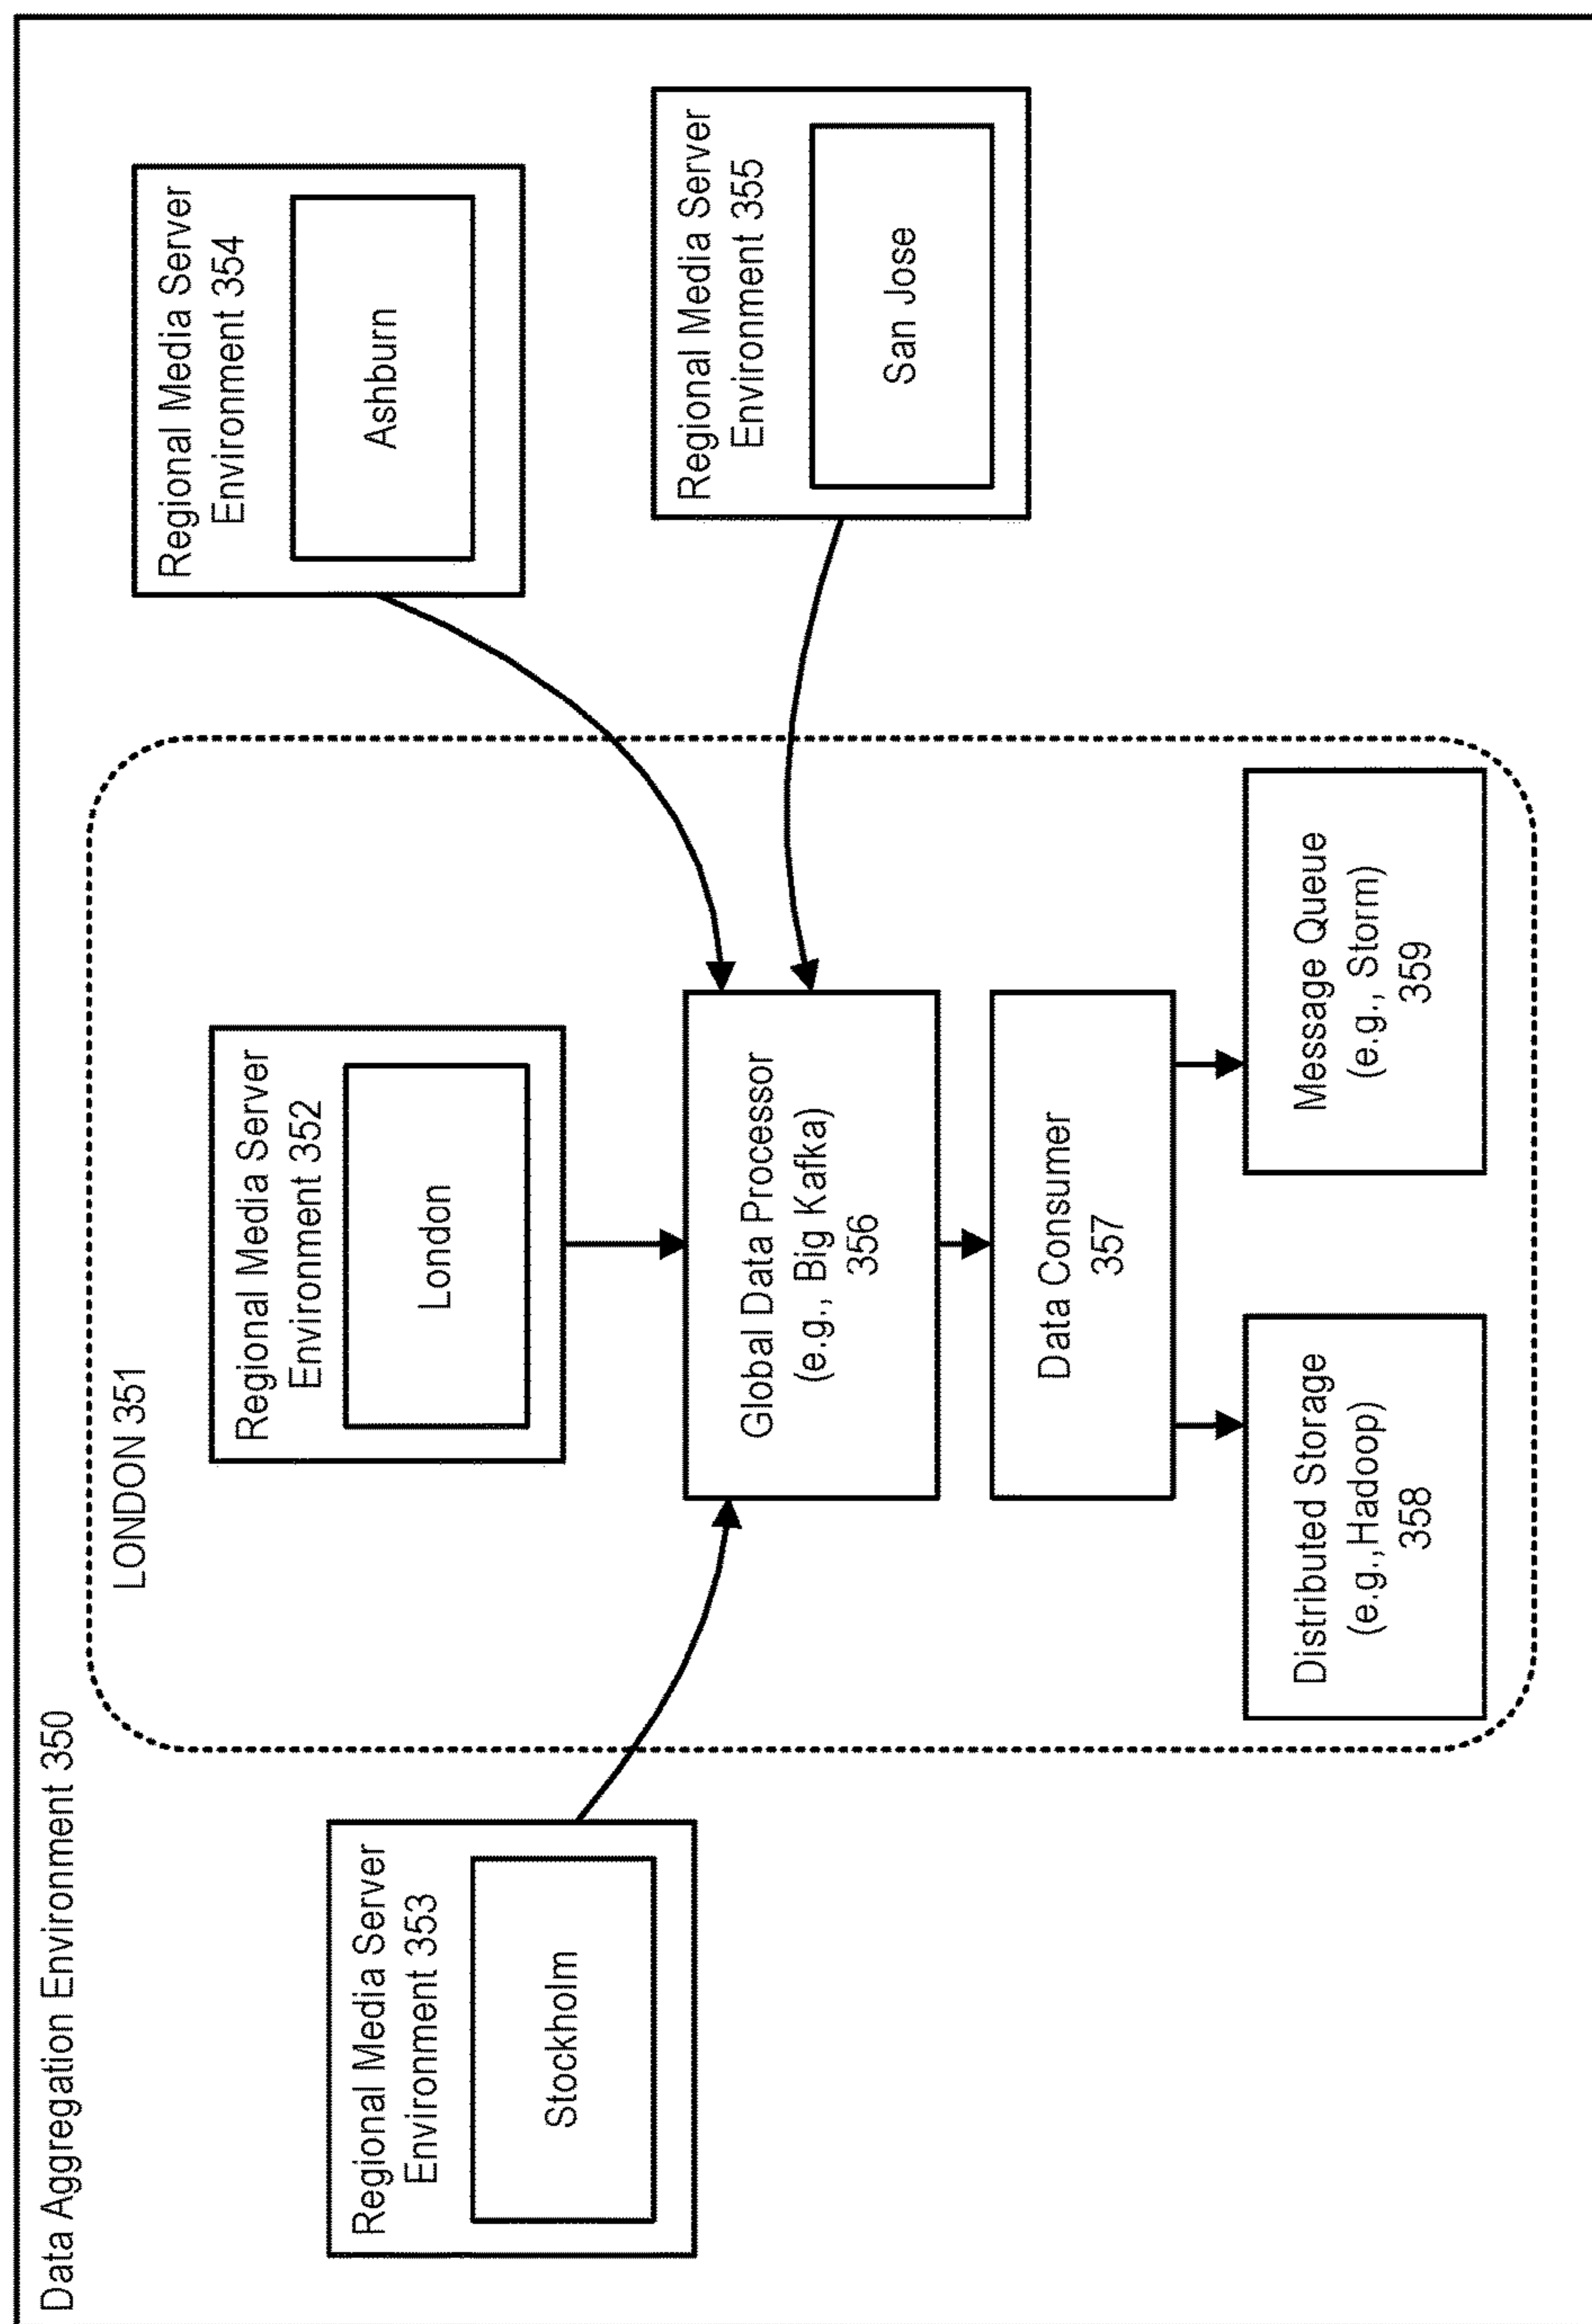 Data Aggregation Environment 350
LONDON 351
Regional Media Server
Environment 353
Stockholm
Regional Media Server
Environment 352
London
Regional Media Server
Environment 354
Ashburn
Regional Media Server
Environment 355
San Jose
Global Data Processor
(e.g., Big Kafka)
356
Data Consumer
357
Distributed Storage
(e.g.,Hadoop)
358
Message Queue
(e.g., Storm)
359